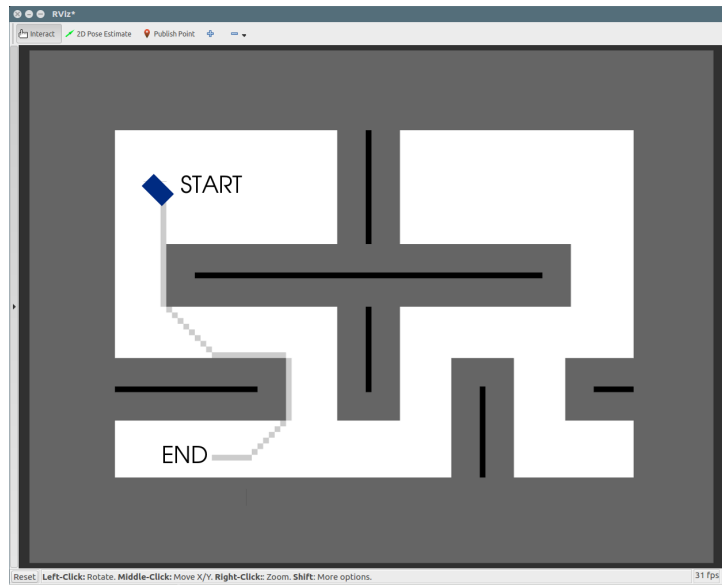 RViz*
Interact 2D Pose Estimate Publish Point
START
END
Reset Left-Click: Rotate. Middle-Click: Move X/Y. Right-Click:: Zoom. Shift: More options. 31 fps